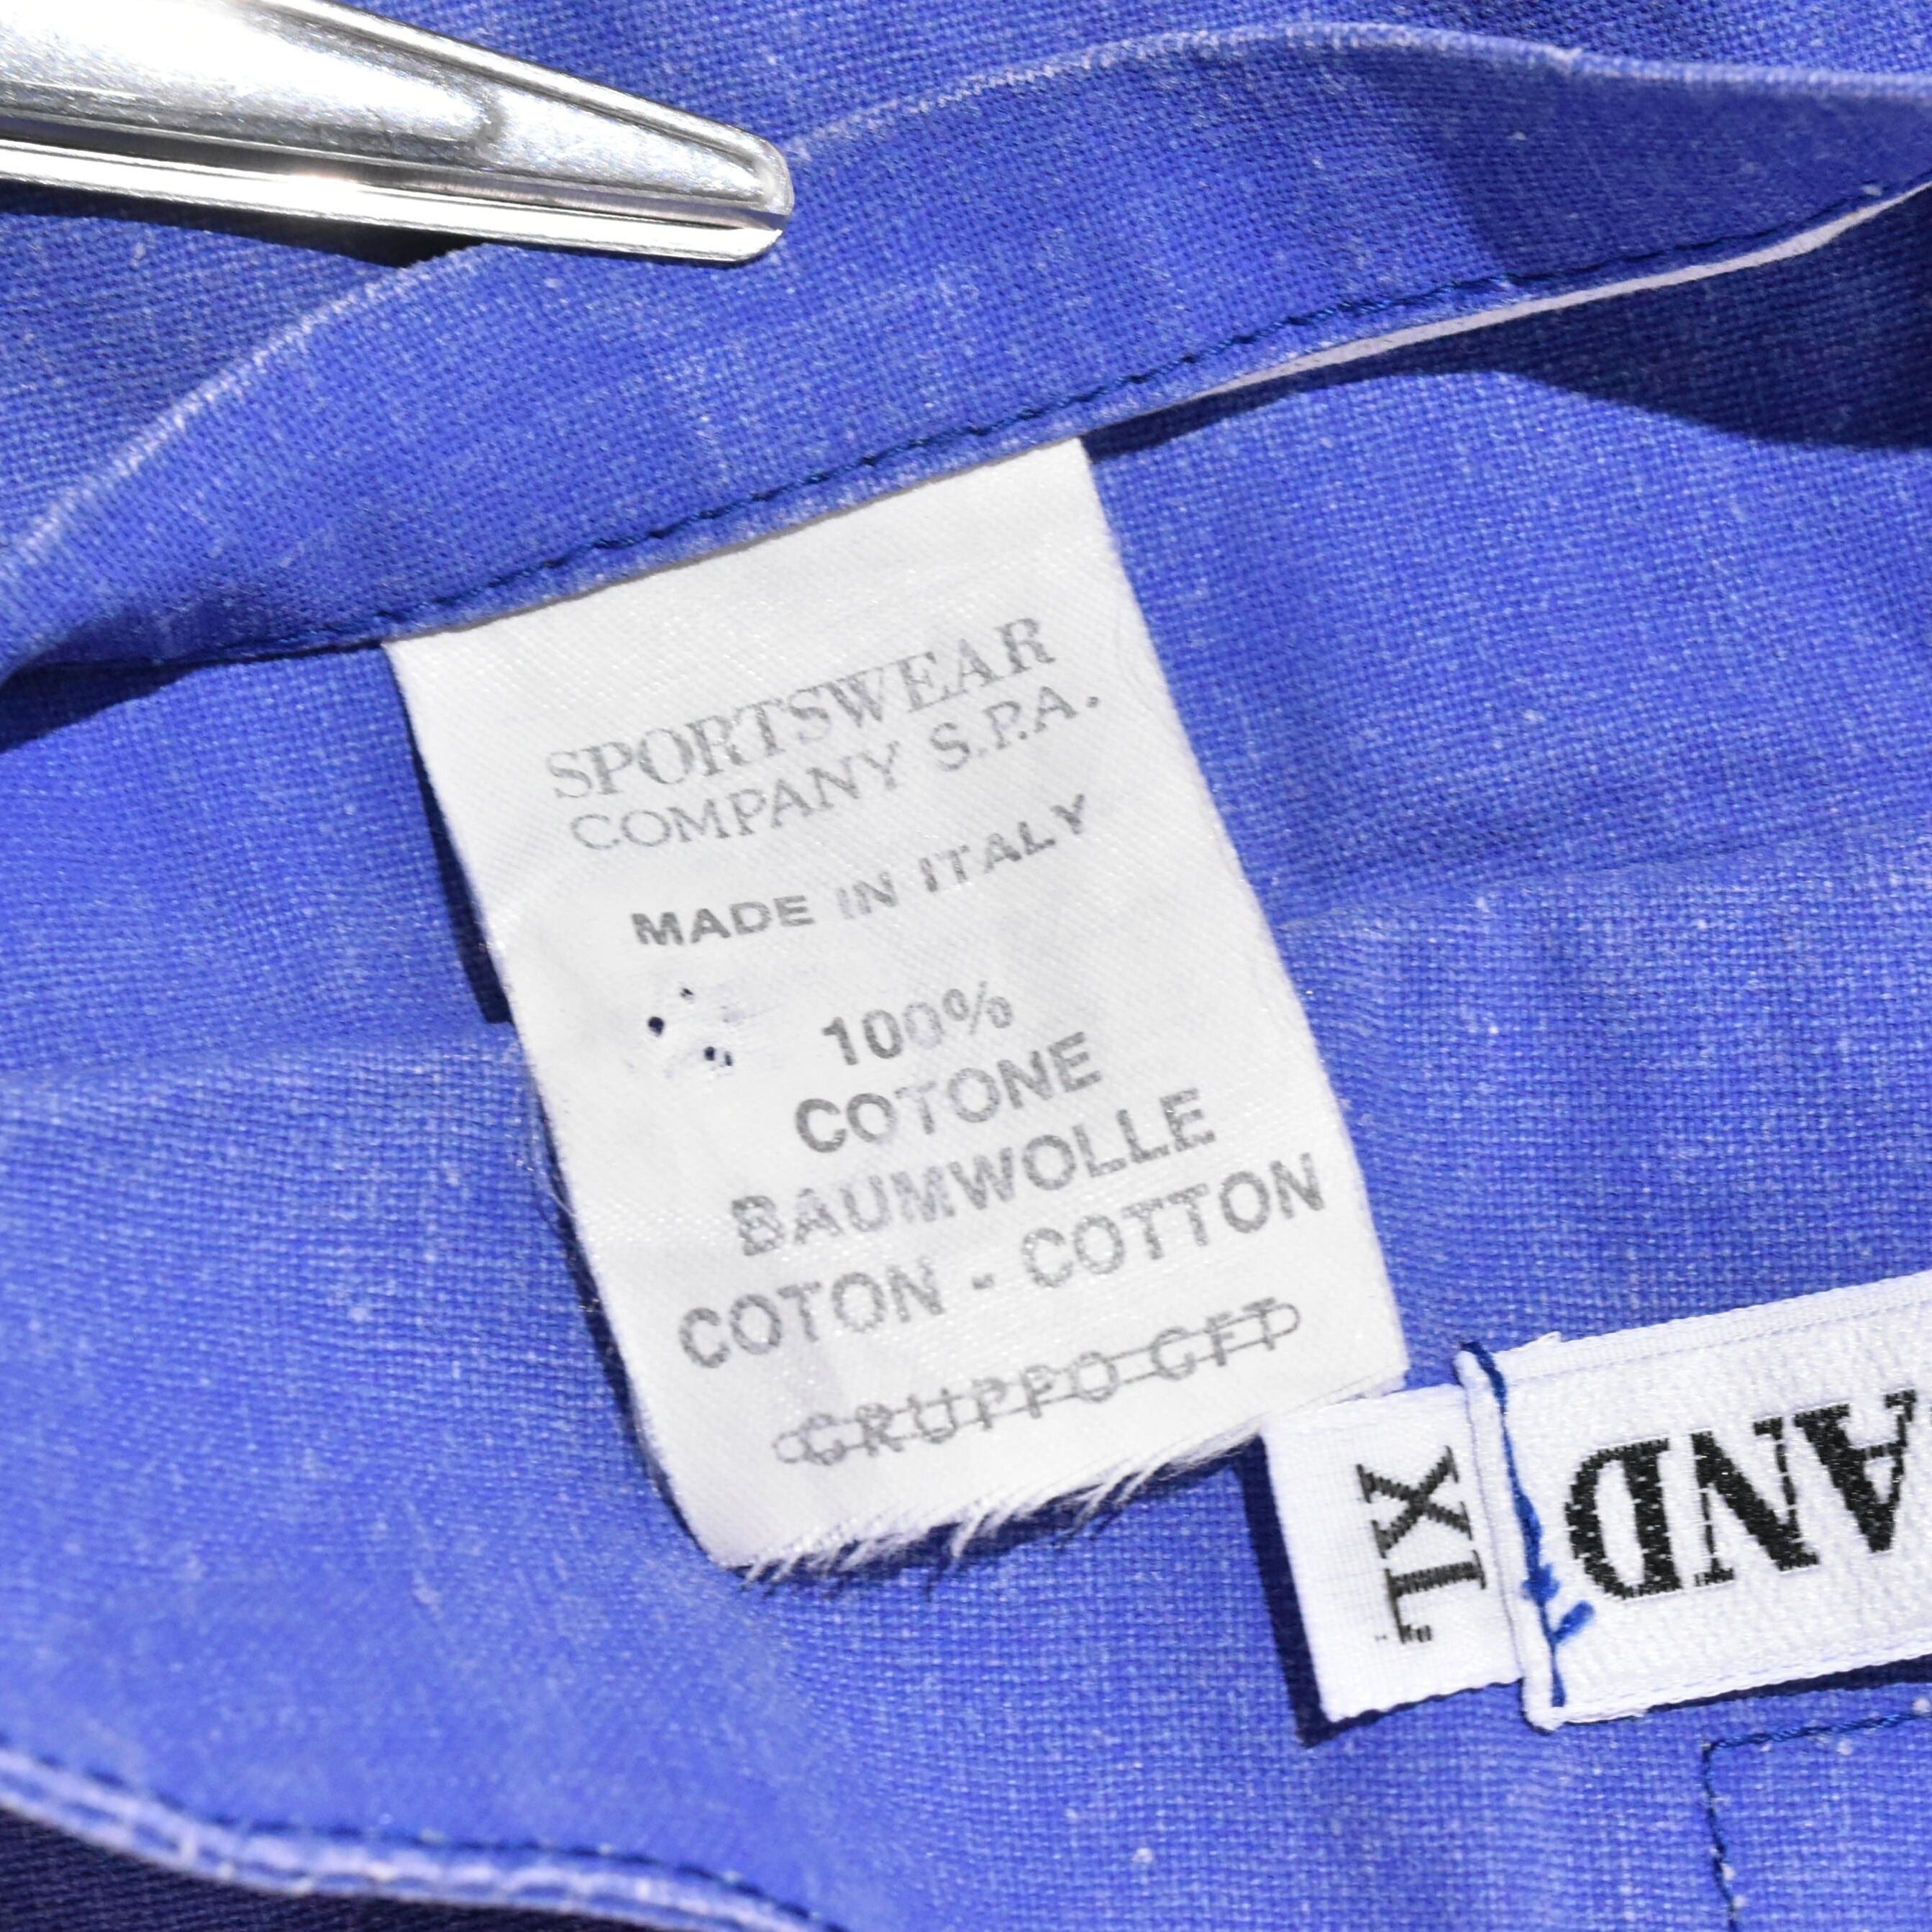 SPORTSWEAR
COMPANY S.P.A.
MADE IN ITALY
100%
COTONE
BAUMWOLLE
COTON - COTTON
GRUPPO GFT
XL
AND